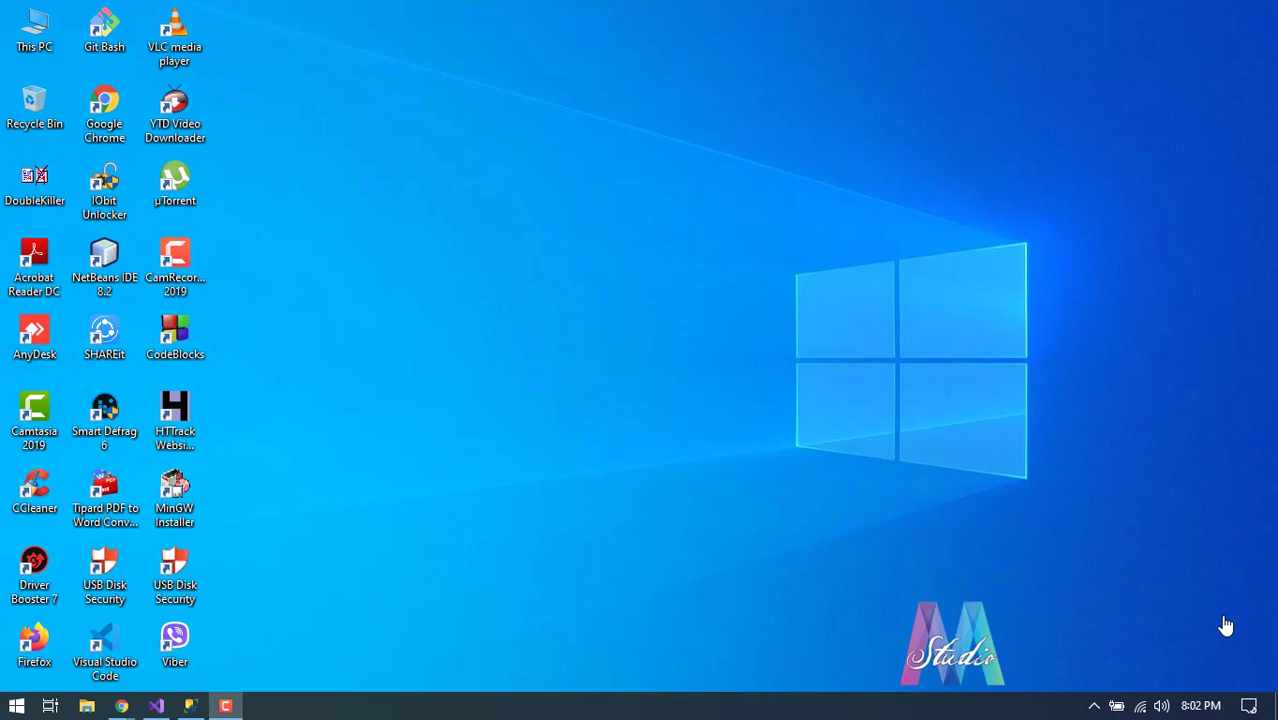 This PC
Git Bash
VLC media
player
Recycle Bin
Google
Chrome
YTD Video
Downloader
DoubleKiller
IObit
Unlocker
µTorrent
Acrobat
Reader DC
NetBeans IDE
8.2
CamRecor...
2019
AnyDesk
SHAREit
CodeBlocks
Camtasia
2019
Smart Defrag
6
HTTrack
Websi...
CCleaner
Tipard PDF to
Word Conv...
MinGW
Installer
Driver
Booster 7
USB Disk
Security
USB Disk
Security
Firefox
Visual Studio
Code
Viber
Studio
8:02 PM